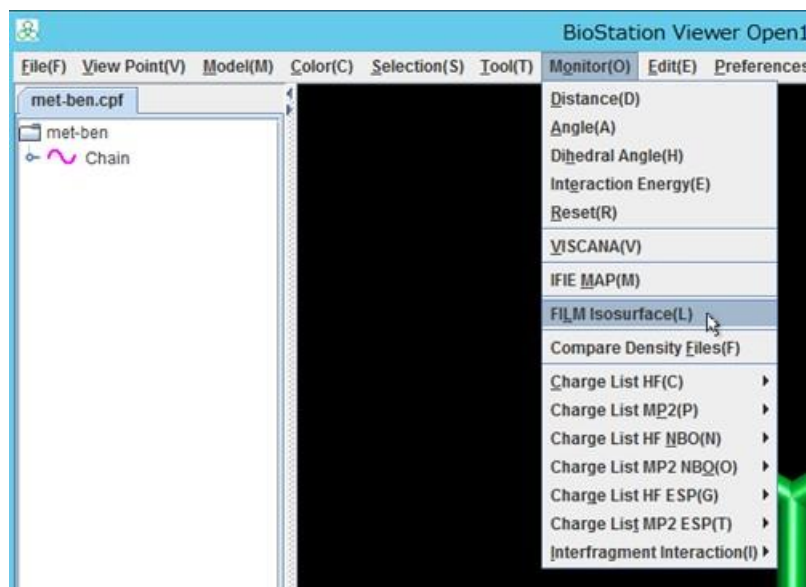 BioStation Viewer Open1
File(F) View Point(V) Model(M) Color(C) Selection(S) Tool(T) Monitor(O) Edit(E) Preferences
met-ben.cpf
met-ben
Chain
Distance(D)
Angle(A)
Dihedral Angle(H)
Interaction Energy(E)
Reset(R)
VISCANA(V)
IFIE MAP(M)
FILM Isosurface(L)
Compare Density Files(F)
Charge List HF(C)
Charge List MP2(P)
Charge List HF NBO(N)
Charge List MP2 NBO(O)
Charge List HF ESP(G)
Charge List MP2 ESP(T)
Interfragment Interaction(I)